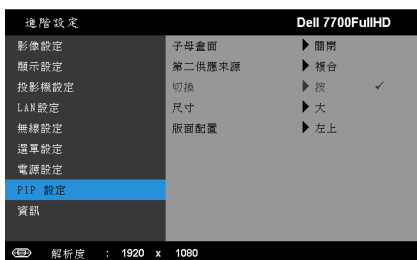 進階設定 Dell 7700FullHD
影像設定 子母畫面 關閉
顯示設定 第二供應來源 複合
投影機設定 切換 按
LAN設定 尺寸 大
無線設定 版面配置 左上
選單設定
電源設定
PIP 設定
資訊
解析度 : 1920 x 1080